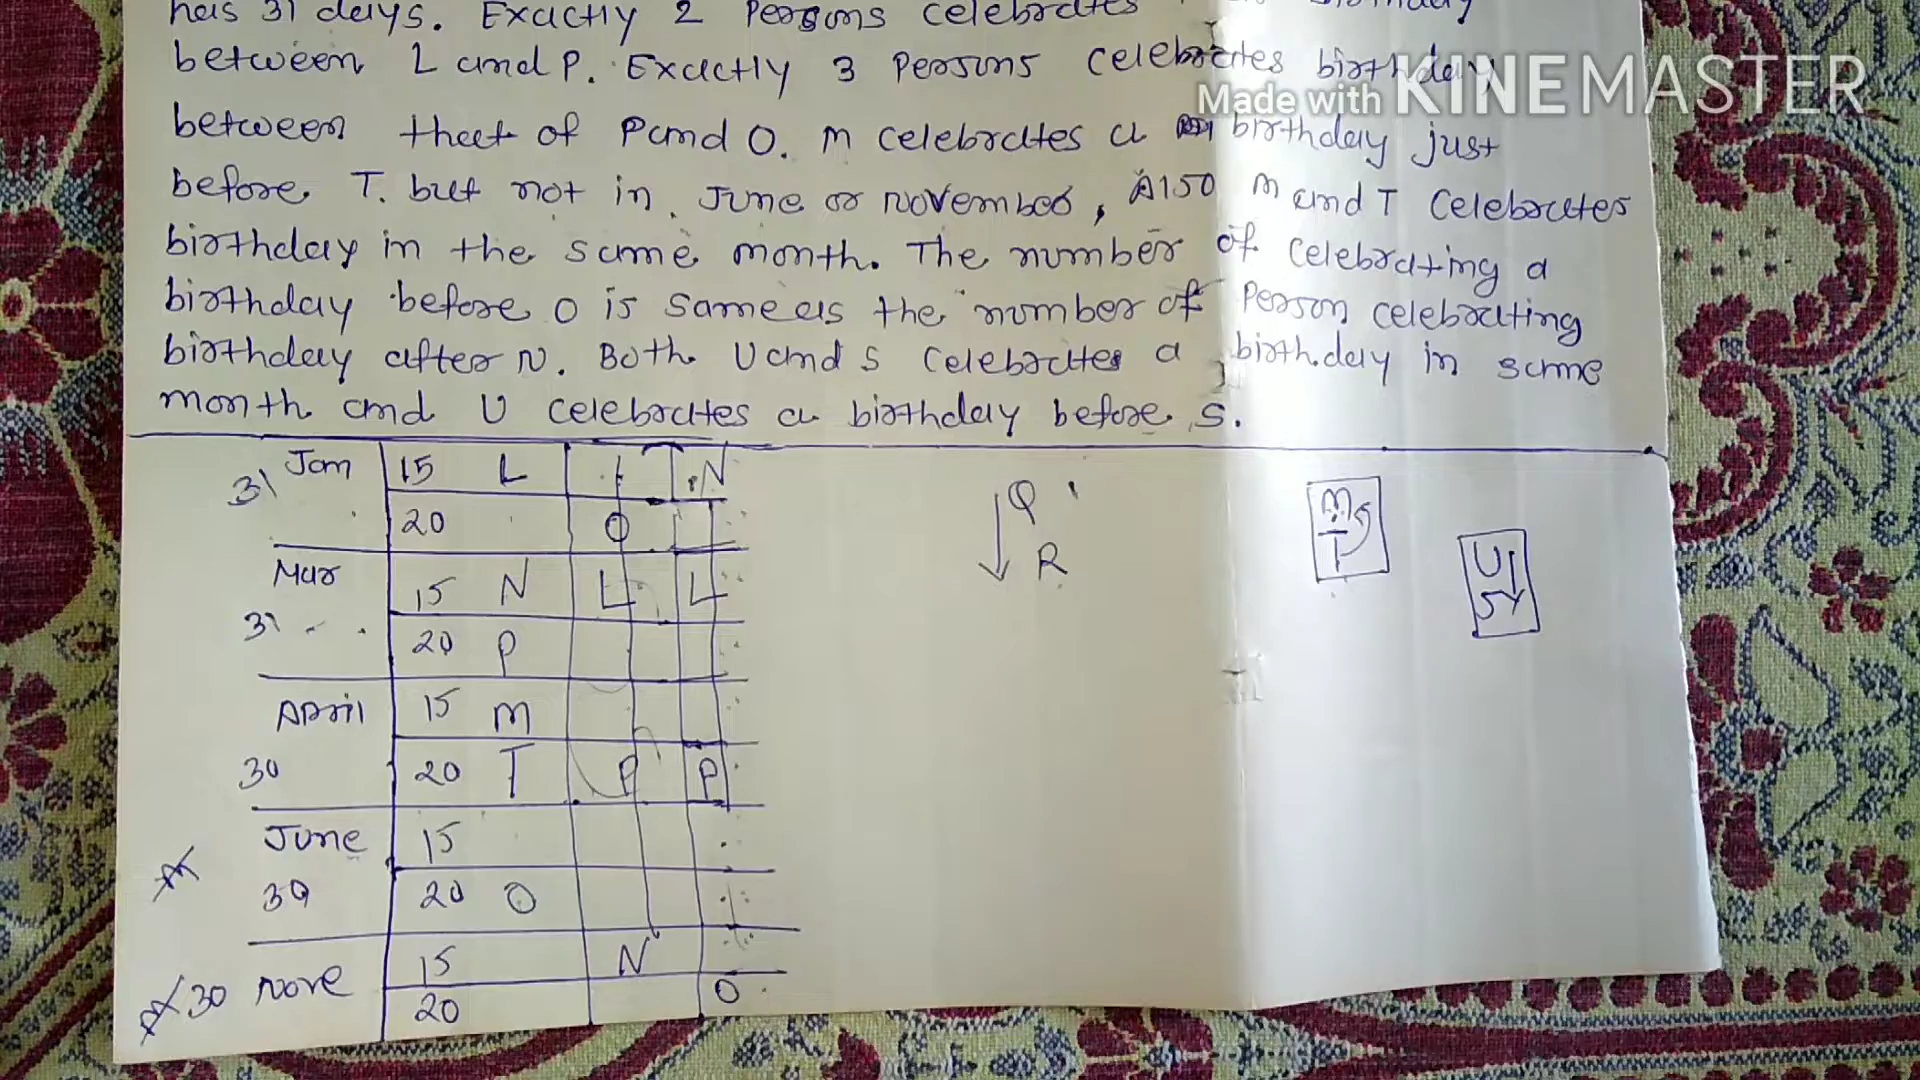 has 31 days. Exactly 2 Persons celebrates birthday
between L and P. Exactly 3 Persons celebrates birthday
Made with KINEMASTER
between that of P and O. M celebrates a birthday just
before T. but not in June or November, Also M and T Celebrates
birthday in the same month. The number of celebrating a
birthday before O is same as the number of Person celebrating
birthday after N. Both U and S celebrates a birthday in same
month and U celebrates a birthday before S.
31 Jan 15 L L N
20 O
Mar 15 N L L
31 20 P
April 15 M
30 20 T P P
June 15
30 20 O
30 Nove 15 N
20 O
Q
R
M
T
U
S